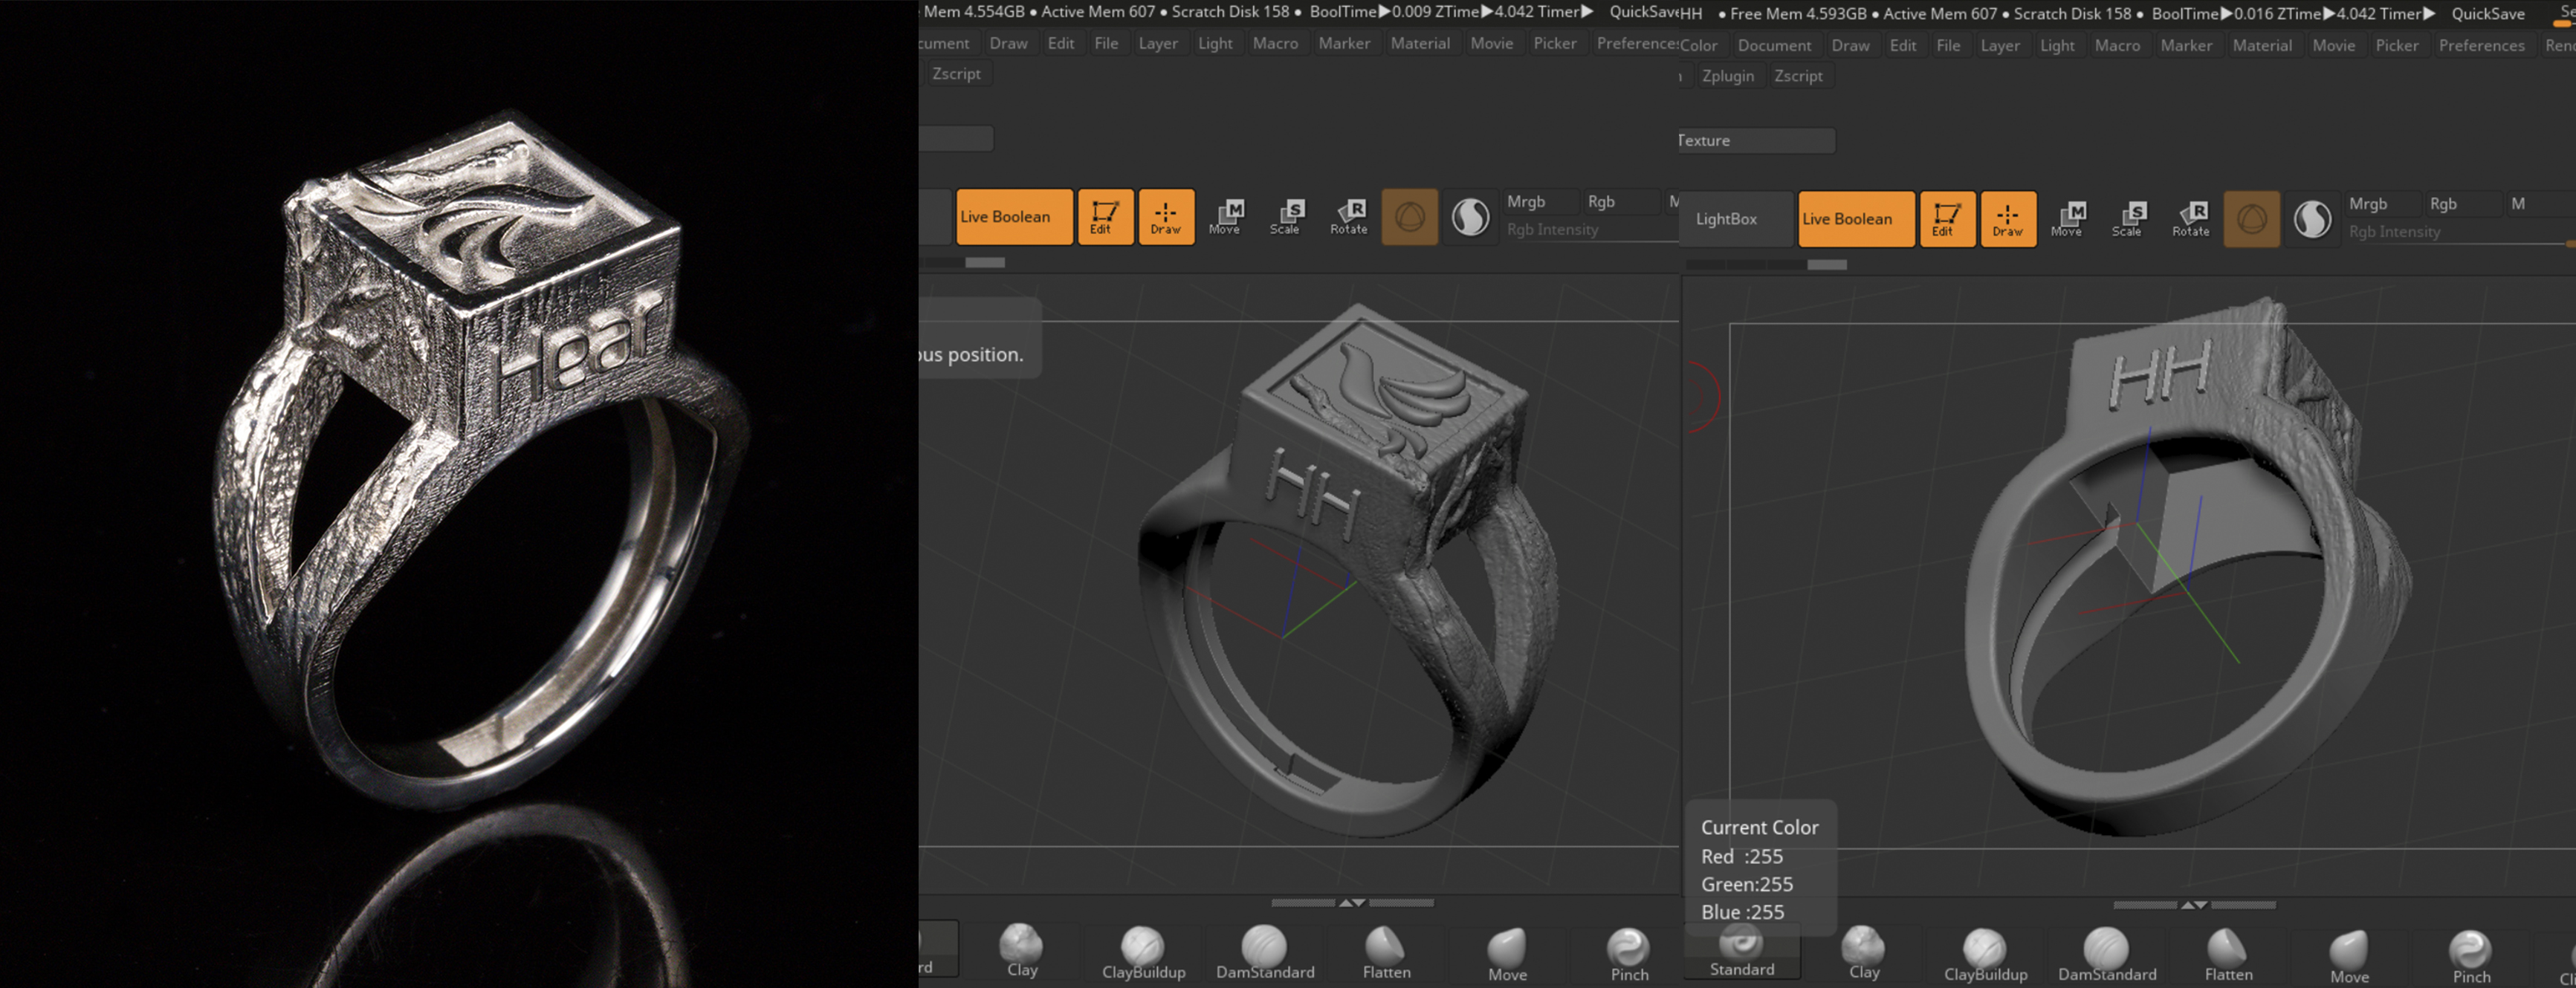 Hear
Mem 4.554GB ● Active Mem 607 ● Scratch Disk 158 ● BoolTime▶0.009 ZTime▶4.042 Timer▶ QuickSave
cument Draw Edit File Layer Light Macro Marker Material Movie Picker Preferences
Zscript
Live Boolean Edit Draw Move Scale Rotate Mrgb Rgb M
Rgb Intensity
ous position.
HH
rd Clay ClayBuildup DamStandard Flatten Move Pinch
HH ● Free Mem 4.593GB ● Active Mem 607 ● Scratch Disk 158 ● BoolTime▶0.016 ZTime▶4.042 Timer▶ QuickSave Se
Color Document Draw Edit File Layer Light Macro Marker Material Movie Picker Preferences Ren
Zplugin Zscript
Texture
LightBox Live Boolean Edit Draw Move Scale Rotate Mrgb Rgb M
Rgb Intensity
HH
Current Color
Red :255
Green:255
Blue :255
Standard Clay ClayBuildup DamStandard Flatten Move Pinch Cli